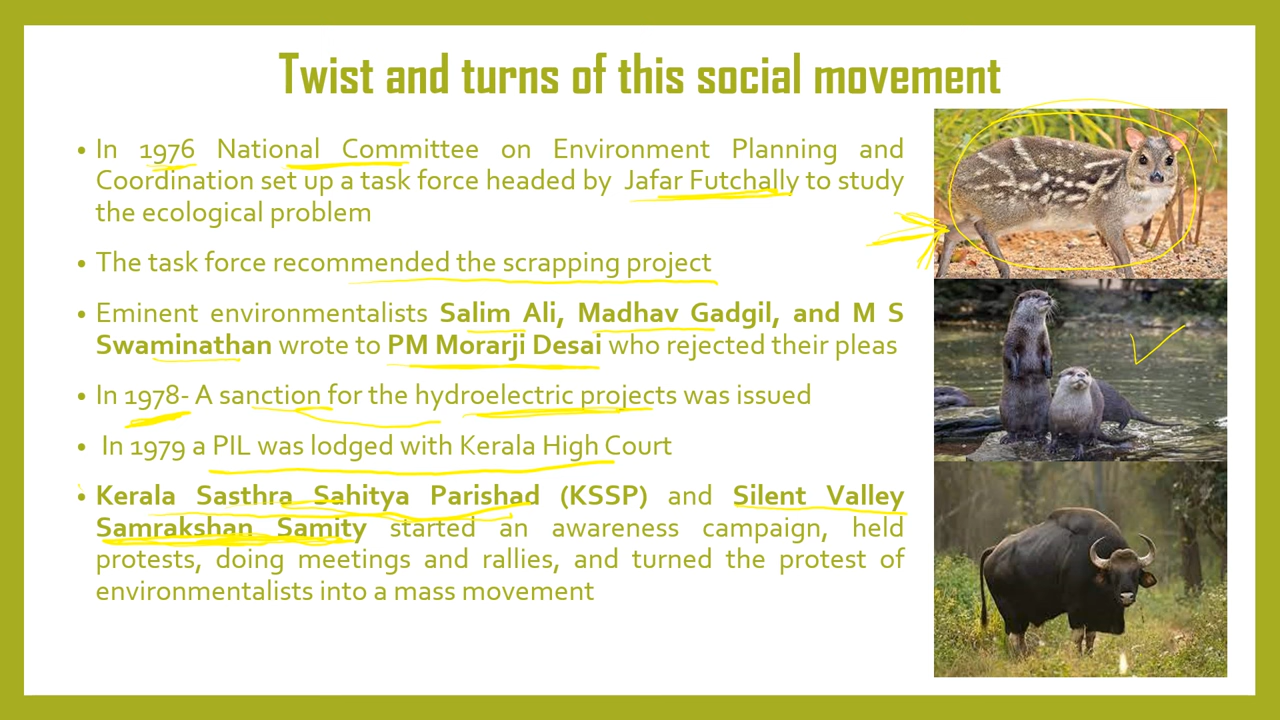 Twist and turns of this social movement
• In 1976 National Committee on Environment Planning and
Coordination set up a task force headed by Jafar Futchally to study
the ecological problem
• The task force recommended the scrapping project
• Eminent environmentalists Salim Ali, Madhav Gadgil, and M S
Swaminathan wrote to PM Morarji Desai who rejected their pleas
• In 1978- A sanction for the hydroelectric projects was issued
• In 1979 a PIL was lodged with Kerala High Court
• Kerala Sasthra Sahitya Parishad (KSSP) and Silent Valley
Samrakshan Samity started an awareness campaign, held
protests, doing meetings and rallies, and turned the protest of
environmentalists into a mass movement